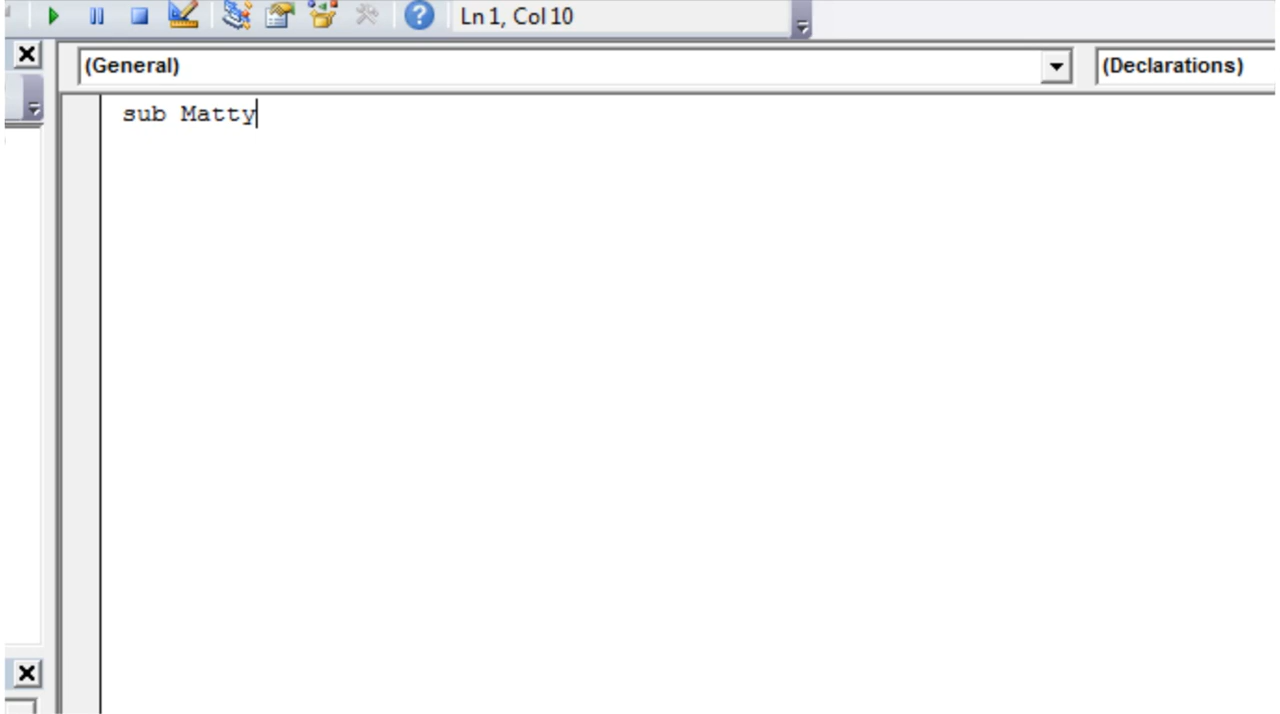 Ln 1, Col 10
(General)
(Declarations)
sub Matty